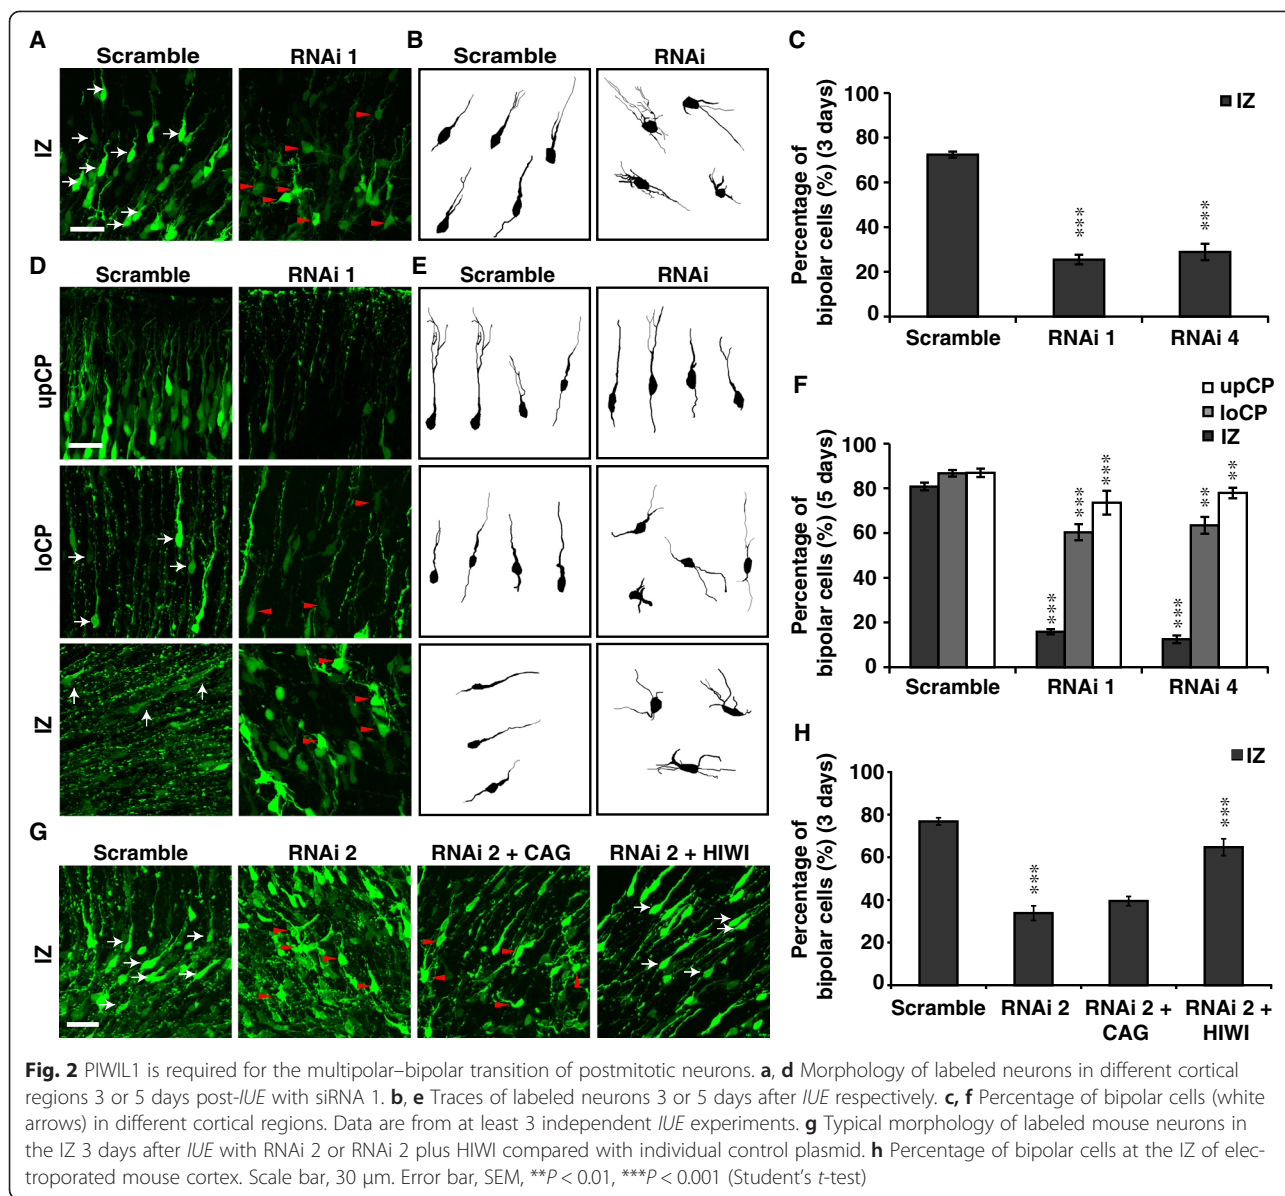 A
Scramble
RNAi 1
IZ
B
Scramble
RNAi
C
Percentage of
bipolar cells (%) (3 days)
100
80
60
40
20
0
IZ
***
***
Scramble
RNAi 1
RNAi 4
D
Scramble
RNAi 1
upCP
loCP
IZ
E
Scramble
RNAi
F
upCP
loCP
IZ
Percentage of
bipolar cells (%) (5 days)
100
80
60
40
20
0
***
***
***
***
**
**
Scramble
RNAi 1
RNAi 4
G
Scramble
RNAi 2
RNAi 2 + CAG
RNAi 2 + HIWI
IZ
H
IZ
Percentage of
bipolar cells (%) (3 days)
100
80
60
40
20
0
***
***
Scramble
RNAi 2
RNAi 2 +
CAG
RNAi 2 +
HIWI
Fig. 2 PIWIL1 is required for the multipolar–bipolar transition of postmitotic neurons. a, d Morphology of labeled neurons in different cortical
regions 3 or 5 days post-IUE with siRNA 1. b, e Traces of labeled neurons 3 or 5 days after IUE respectively. c, f Percentage of bipolar cells (white
arrows) in different cortical regions. Data are from at least 3 independent IUE experiments. g Typical morphology of labeled mouse neurons in
the IZ 3 days after IUE with RNAi 2 or RNAi 2 plus HIWI compared with individual control plasmid. h Percentage of bipolar cells at the IZ of elec-
troporated mouse cortex. Scale bar, 30 μm. Error bar, SEM, **P < 0.01, ***P < 0.001 (Student's t-test)